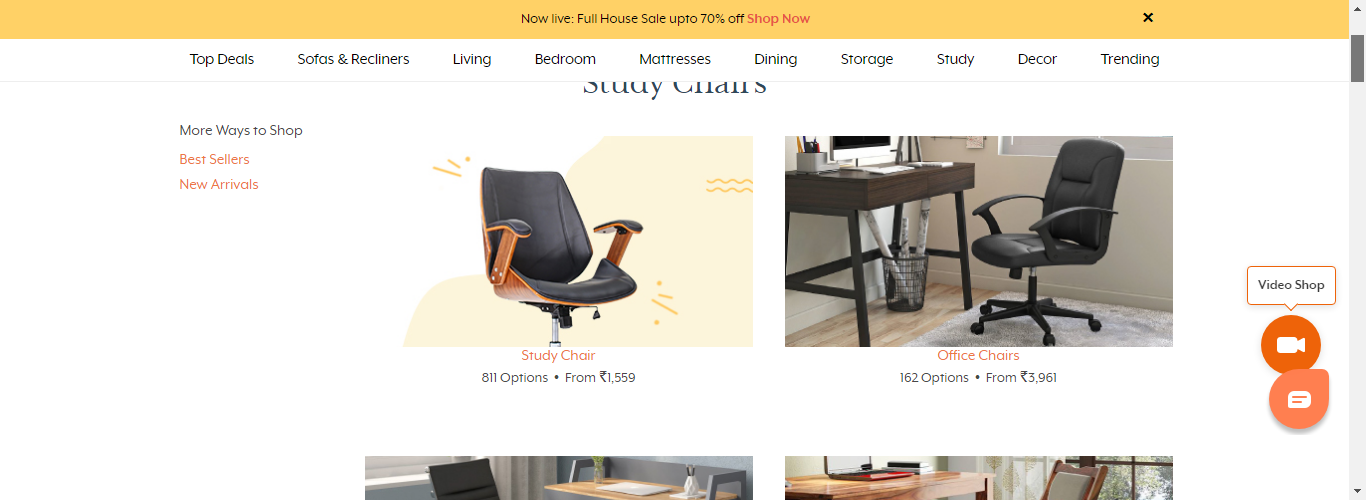 Now live: Full House Sale upto 70% off Shop Now
Top Deals Sofas & Recliners Living Bedroom Mattresses Dining Storage Study Decor Trending
Study Chairs
More Ways to Shop
Best Sellers
New Arrivals
Study Chair
811 Options • From ₹1,559
Office Chairs
162 Options • From ₹3,961
Video Shop